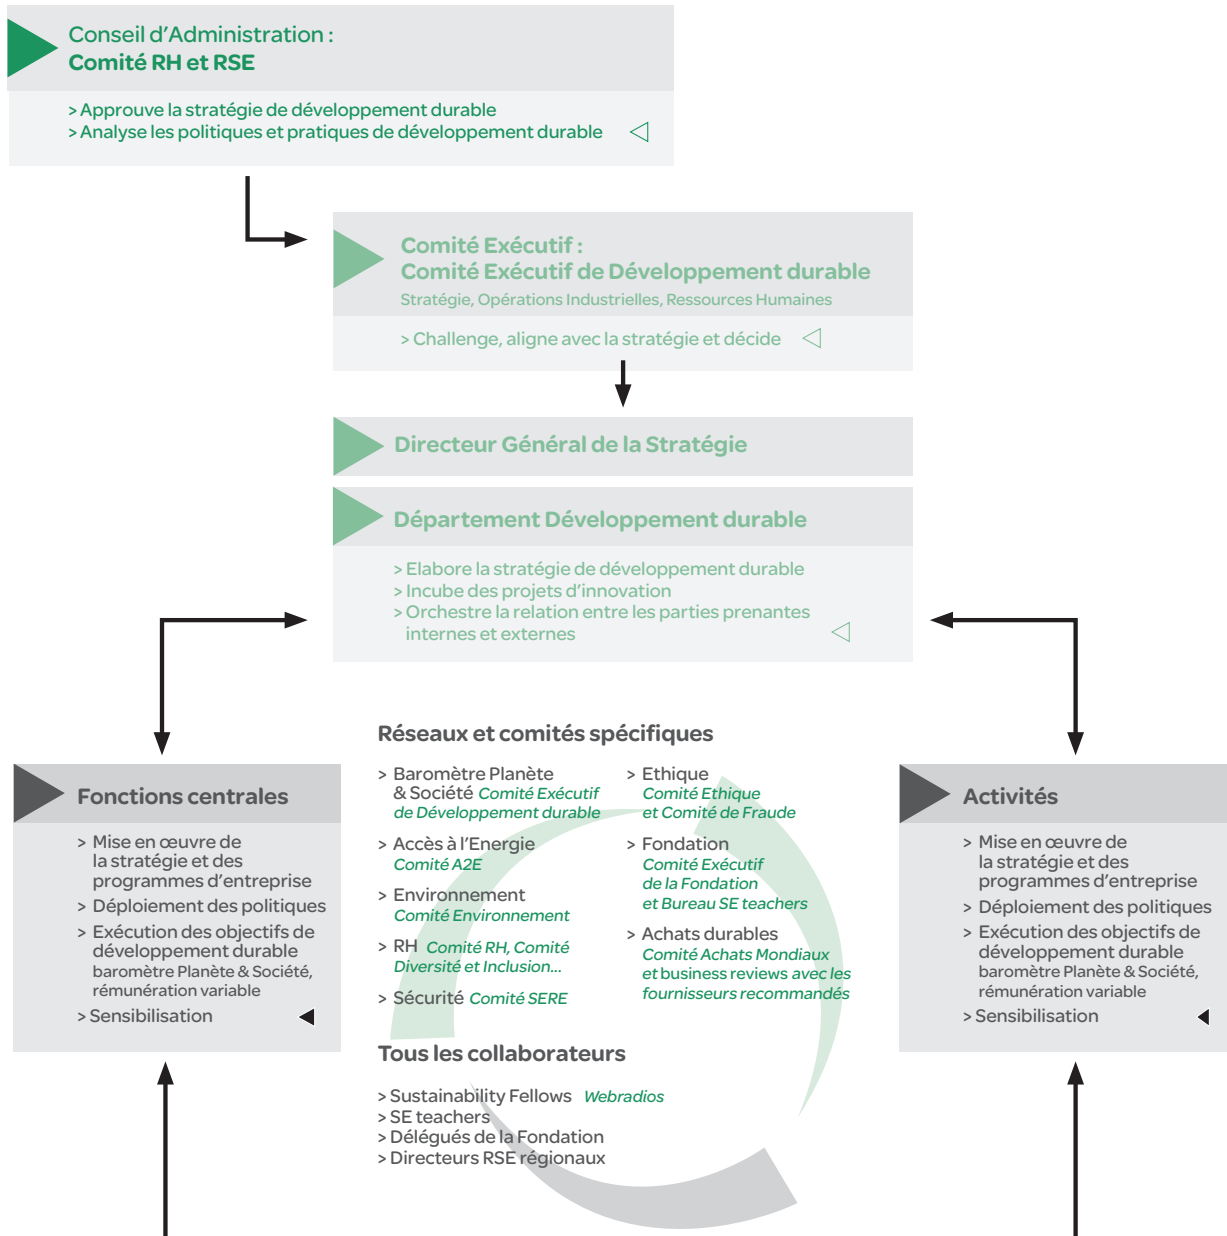 Conseil d'Administration :
Comité RH et RSE
> Approuve la stratégie de développement durable
> Analyse les politiques et pratiques de développement durable
Comité Exécutif :
Comité Exécutif de Développement durable
Stratégie, Opérations Industrielles, Ressources Humaines
> Challenge, aligne avec la stratégie et décide
Directeur Général de la Stratégie
Département Développement durable
> Elabore la stratégie de développement durable
> Incube des projets d'innovation
> Orchestre la relation entre les parties prenantes
internes et externes
Fonctions centrales
> Mise en œuvre de
la stratégie et des
programmes d'entreprise
> Déploiement des politiques
> Exécution des objectifs de
développement durable
baromètre Planète & Société,
rémunération variable
> Sensibilisation
Réseaux et comités spécifiques
> Baromètre Planète
& Société Comité Exécutif
de Développement durable
> Accès à l'Energie
Comité A2E
> Environnement
Comité Environnement
> RH Comité RH, Comité
Diversité et Inclusion...
> Sécurité Comité SERE
> Ethique
Comité Ethique
et Comité de Fraude
> Fondation
Comité Exécutif
de la Fondation
et Bureau SE teachers
> Achats durables
Comité Achats Mondiaux
et business reviews avec les
fournisseurs recommandés
Tous les collaborateurs
> Sustainability Fellows Webradios
> SE teachers
> Délégués de la Fondation
> Directeurs RSE régionaux
Activités
> Mise en œuvre de
la stratégie et des
programmes d'entreprise
> Déploiement des politiques
> Exécution des objectifs de
développement durable
baromètre Planète & Société,
rémunération variable
> Sensibilisation